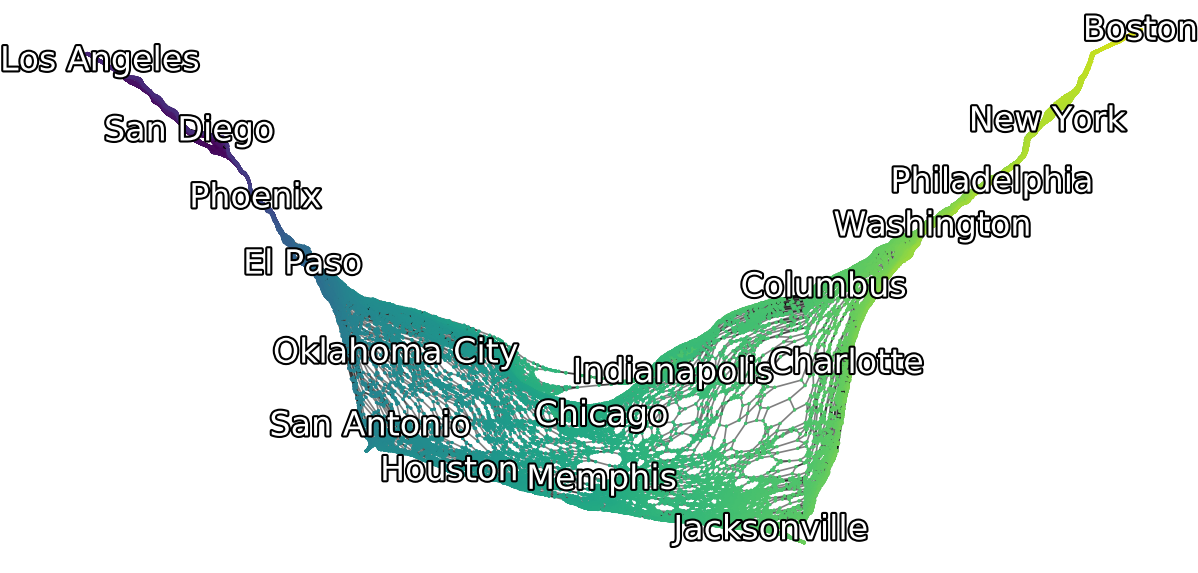 Boston
Los Angeles
New York
San Diego
Philadelphia
Phoenix
Washington
El Paso
Columbus
Oklahoma City
Charlotte
Indianapolis
Chicago
San Antonio
Houston
Memphis
Jacksonville